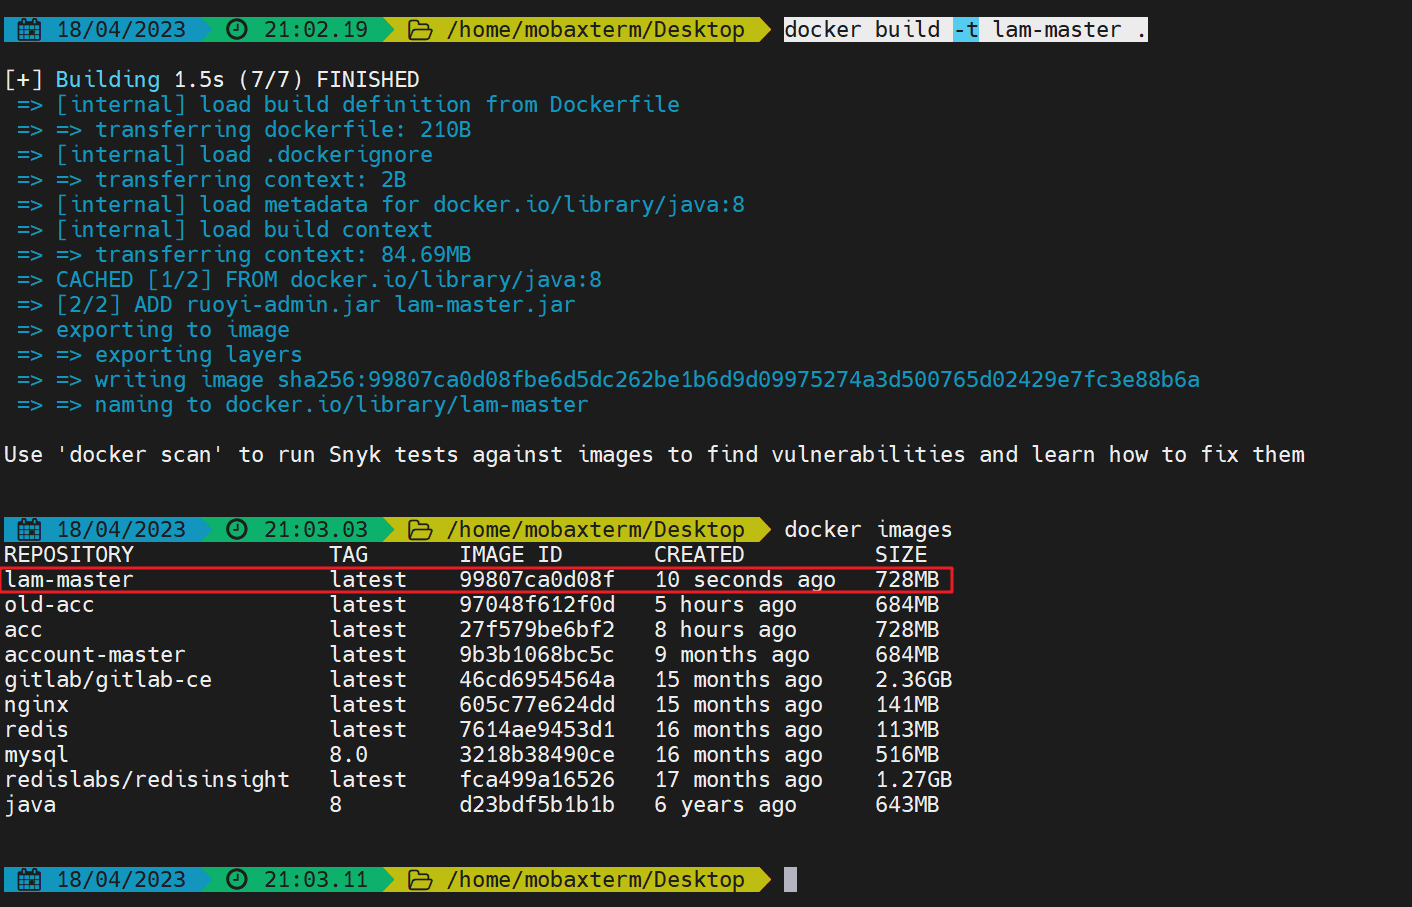 18/04/2023 21:02.19 /home/mobaxterm/Desktop docker build -t lam-master .
[+] Building 1.5s (7/7) FINISHED
=> [internal] load build definition from Dockerfile
=> => transferring dockerfile: 210B
=> [internal] load .dockerignore
=> => transferring context: 2B
=> [internal] load metadata for docker.io/library/java:8
=> [internal] load build context
=> => transferring context: 84.69MB
=> CACHED [1/2] FROM docker.io/library/java:8
=> [2/2] ADD ruoyi-admin.jar lam-master.jar
=> exporting to image
=> => exporting layers
=> => writing image sha256:99807ca0d08fbe6d5dc262be1b6d9d09975274a3d500765d02429e7fc3e88b6a
=> => naming to docker.io/library/lam-master
Use 'docker scan' to run Snyk tests against images to find vulnerabilities and learn how to fix them
18/04/2023 21:03.03 /home/mobaxterm/Desktop docker images
REPOSITORY TAG IMAGE ID CREATED SIZE
lam-master latest 99807ca0d08f 10 seconds ago 728MB
old-acc latest 97048f612f0d 5 hours ago 684MB
acc latest 27f579be6bf2 8 hours ago 728MB
account-master latest 9b3b1068bc5c 9 months ago 684MB
gitlab/gitlab-ce latest 46cd6954564a 15 months ago 2.36GB
nginx latest 605c77e624dd 15 months ago 141MB
redis latest 7614ae9453d1 16 months ago 113MB
mysql 8.0 3218b38490ce 16 months ago 516MB
redislabs/redisinsight latest fca499a16526 17 months ago 1.27GB
java 8 d23bdf5b1b1b 6 years ago 643MB
18/04/2023 21:03.11 /home/mobaxterm/Desktop